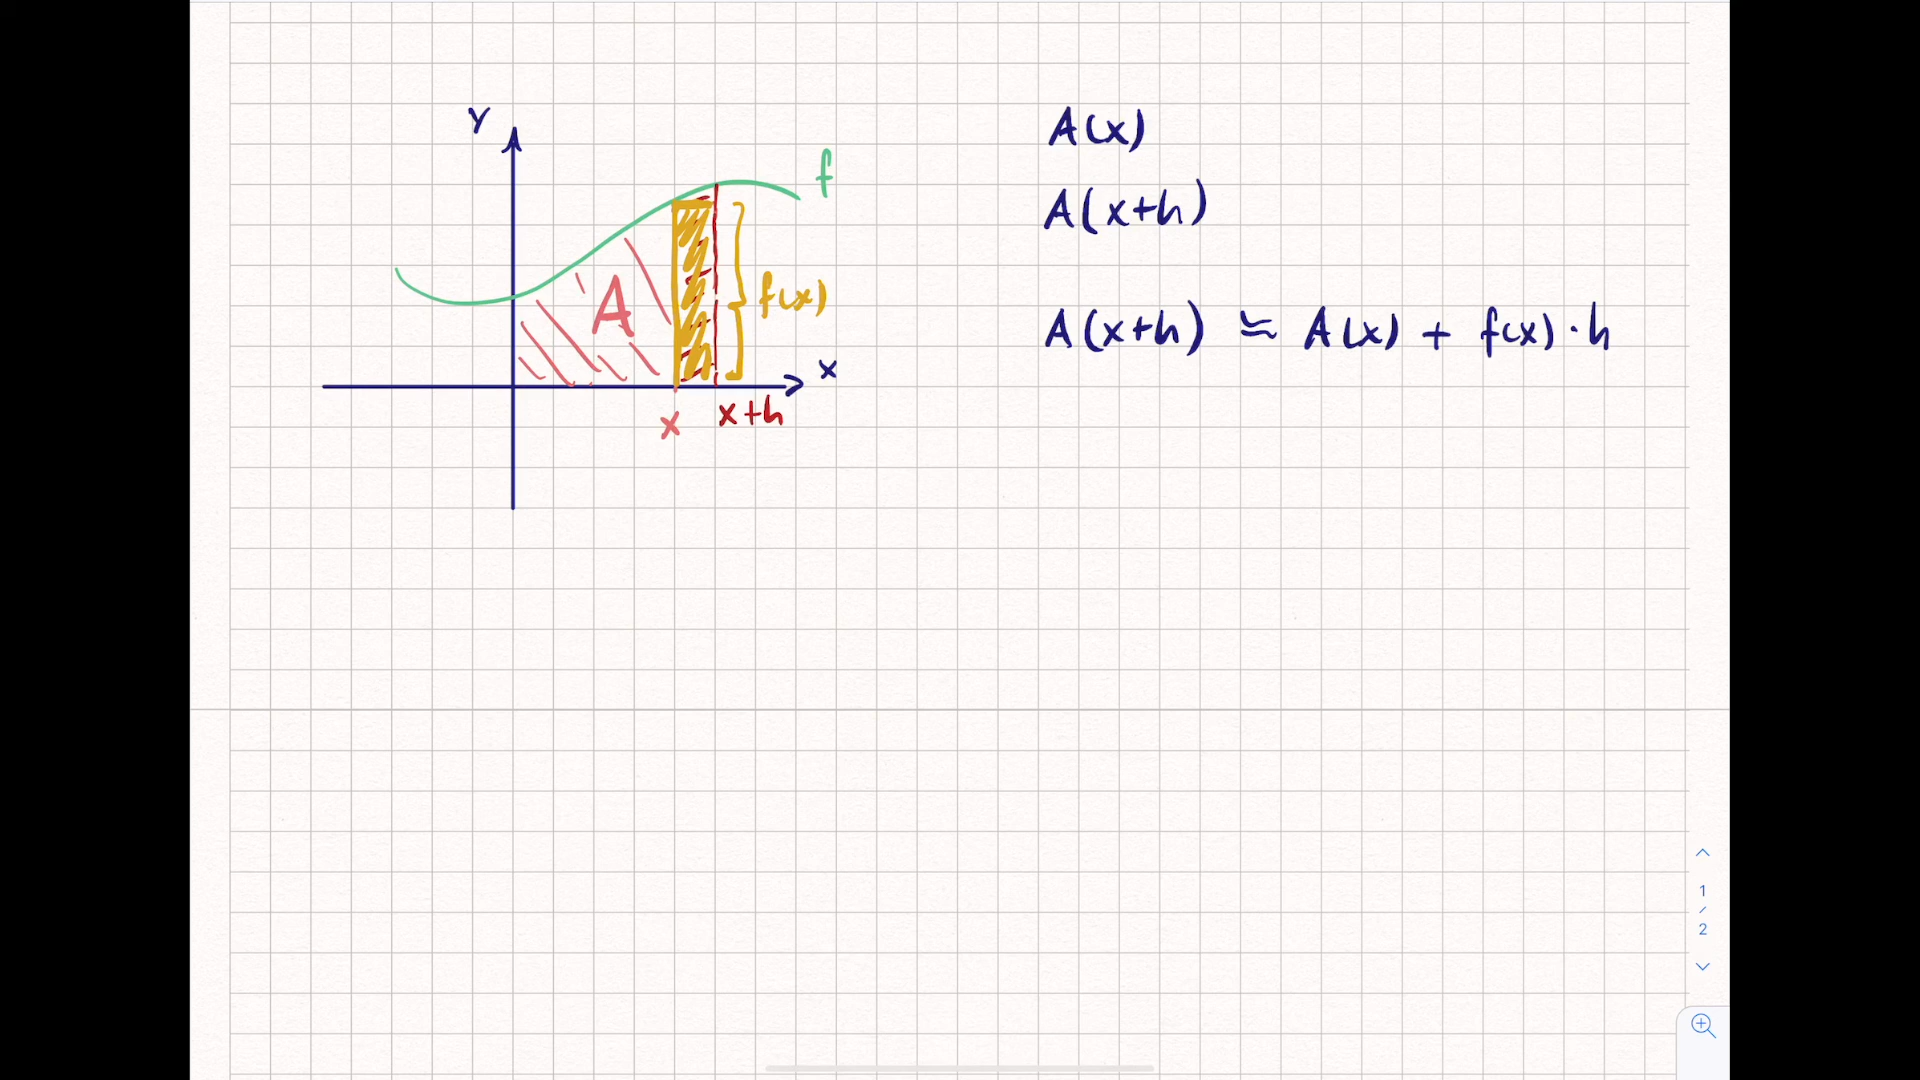 Y
f
A
f(x)
x
x
x+h
A(x)
A(x+h)
A(x+h) ≈ A(x) + f(x)·h
1
/
2